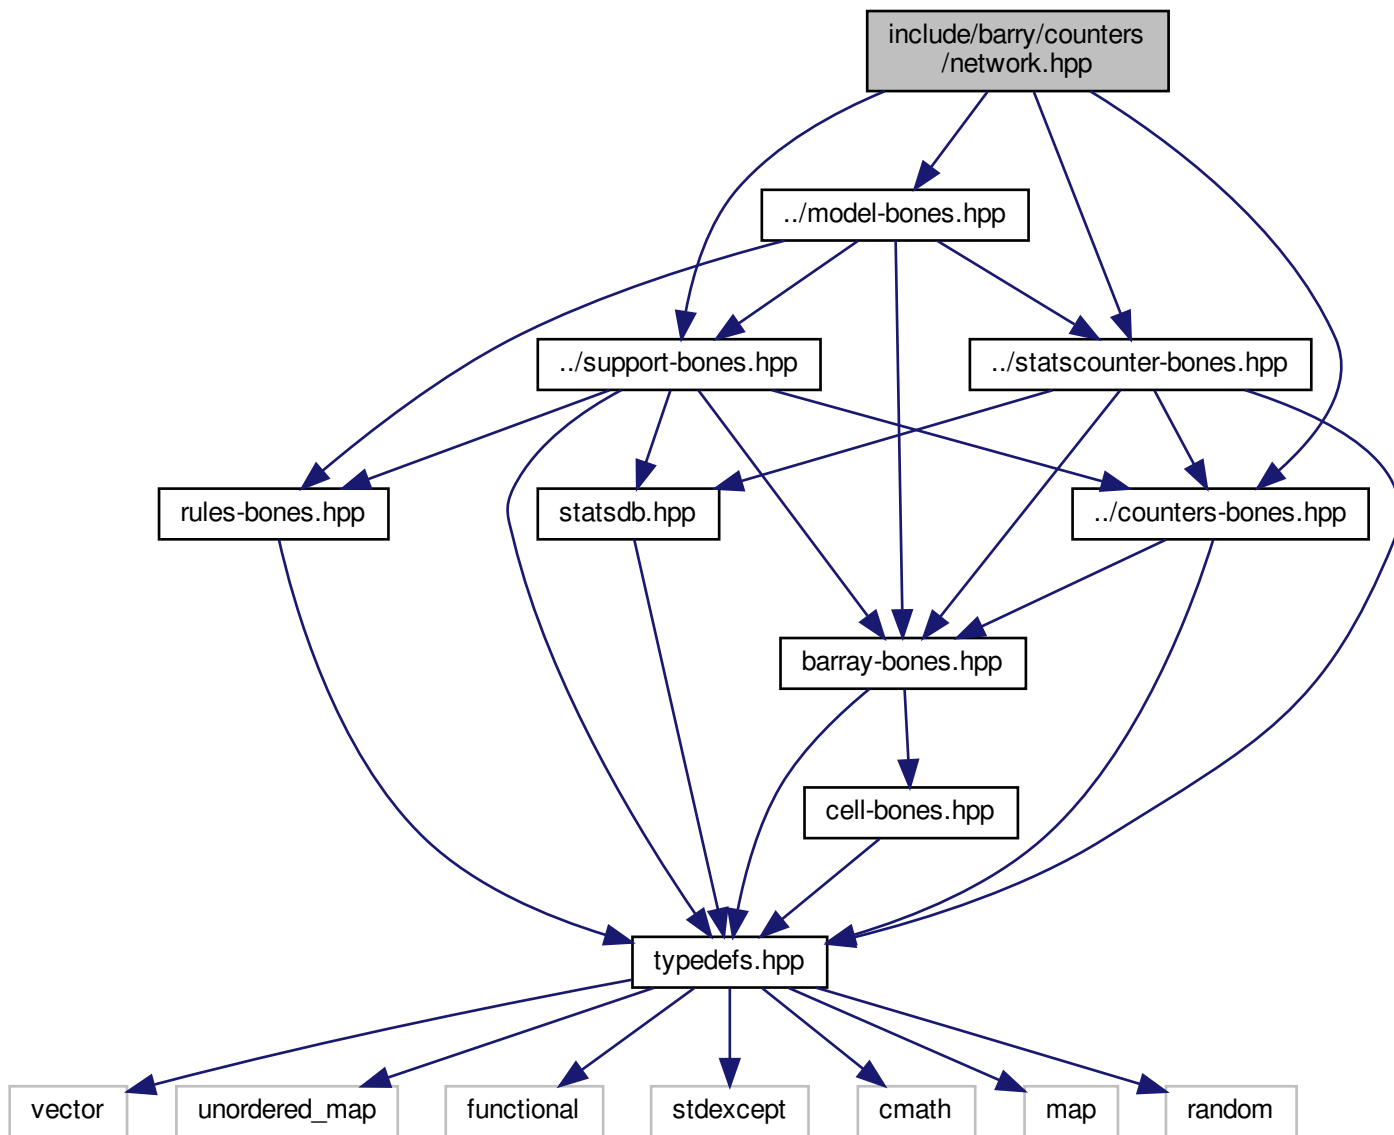 include/barry/counters
/network.hpp
../model-bones.hpp
../support-bones.hpp
../statscounter-bones.hpp
rules-bones.hpp
statsdb.hpp
../counters-bones.hpp
barray-bones.hpp
cell-bones.hpp
typedefs.hpp
vector
unordered_map
functional
stdexcept
cmath
map
random